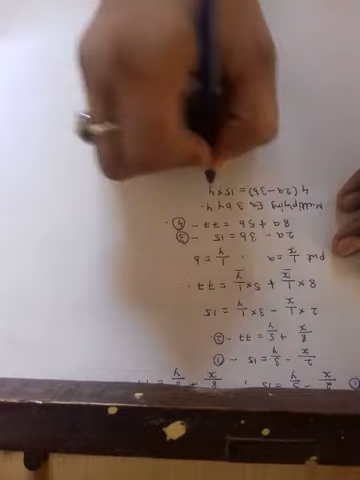 ① 2/x - 3/y = 15 , 8/x + 5/y = 77
2/x - 3/y = 15 - ①
8/x + 5/y = 77 - ②
2 × 1/x - 3 × 1/y = 15
8 × 1/x + 5 × 1/y = 77
put 1/x = a , 1/y = b
2a - 3b = 15 - ③
8a + 5b = 77 - ④
Multiplying Eq 3 by 4.
4(2a - 3b) = 15 × 4